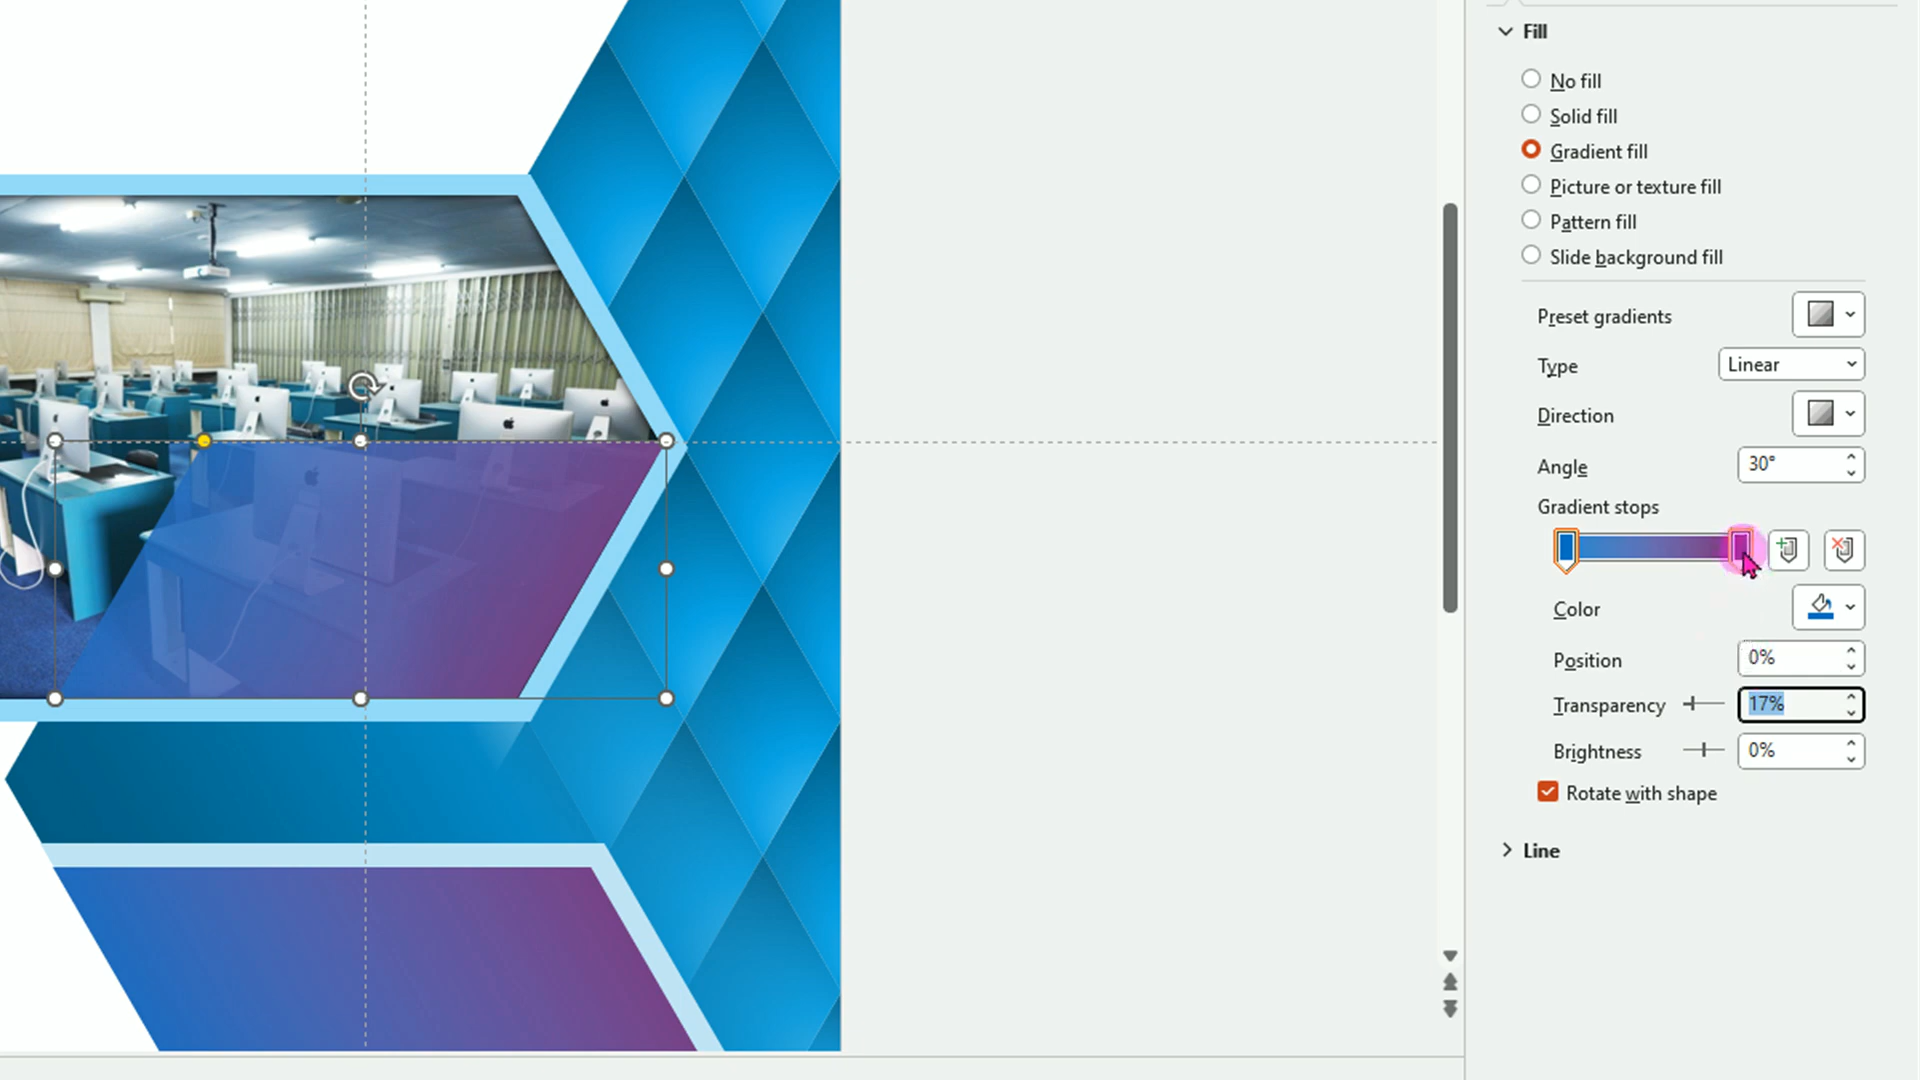 Fill
No fill
Solid fill
Gradient fill
Picture or texture fill
Pattern fill
Slide background fill
Preset gradients
Type Linear
Direction
Angle 30°
Gradient stops
Color
Position 0%
Transparency 17%
Brightness 0%
Rotate with shape
Line